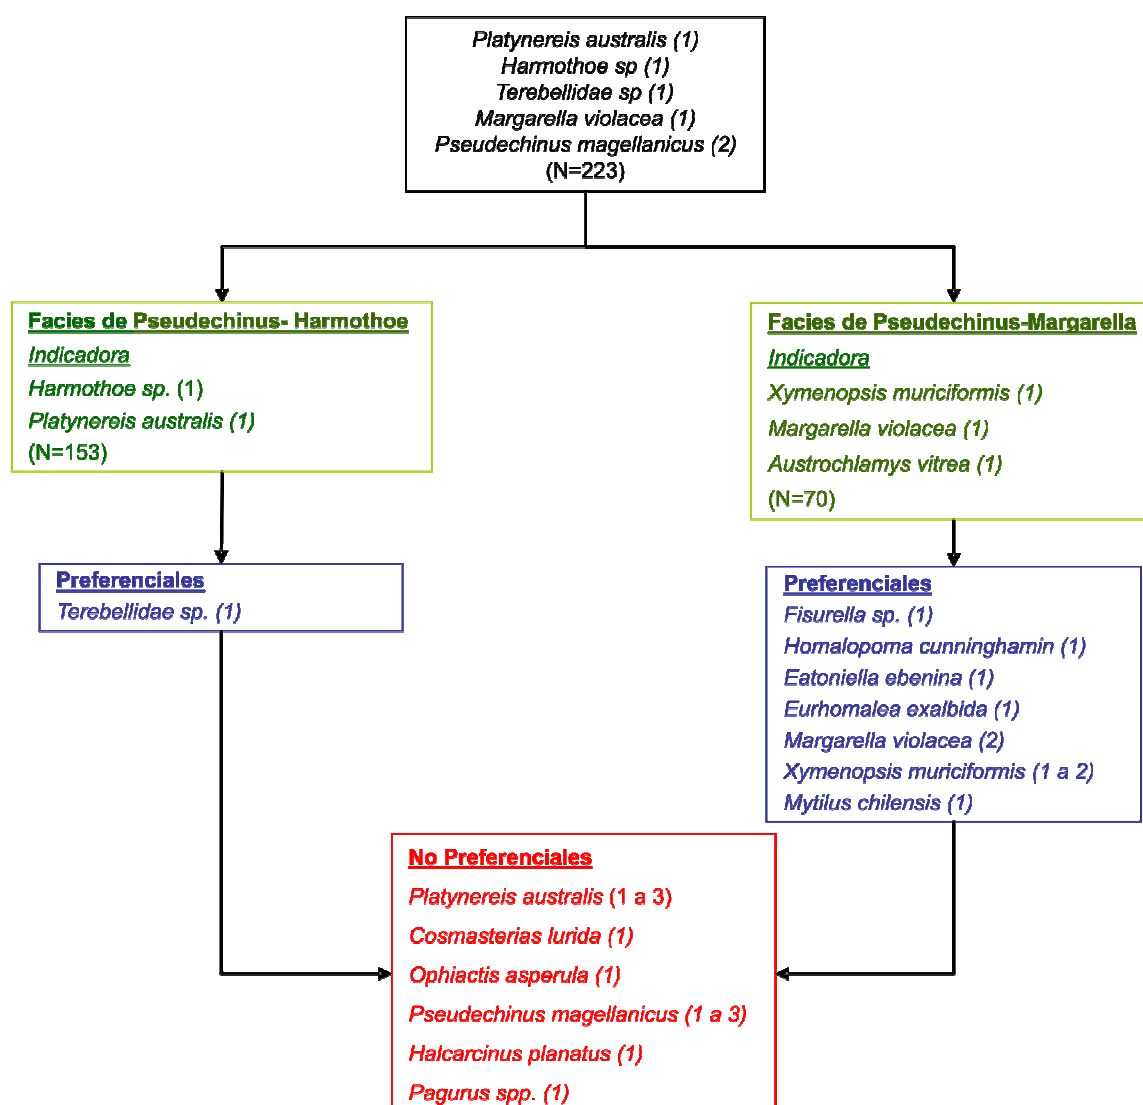 Platynereis australis (1)
Harmothoe sp (1)
Terebellidae sp (1)
Margarella violacea (1)
Pseudechinus magellanicus (2)
(N=223)
Facies de Pseudechinus- Harmothoe
Indicadora
Harmothoe sp. (1)
Platynereis australis (1)
(N=153)
Facies de Pseudechinus-Margarella
Indicadora
Xymenopsis muriciformis (1)
Margarella violacea (1)
Austrochlamys vitrea (1)
(N=70)
Preferenciales
Terebellidae sp. (1)
Preferenciales
Fisurella sp. (1)
Homalopoma cunninghamin (1)
Eatoniella ebenina (1)
Eurhomalea exalbida (1)
Margarella violacea (2)
Xymenopsis muriciformis (1 a 2)
Mytilus chilensis (1)
No Preferenciales
Platynereis australis (1 a 3)
Cosmasterias lurida (1)
Ophiactis asperula (1)
Pseudechinus magellanicus (1 a 3)
Halcarcinus planatus (1)
Pagurus spp. (1)